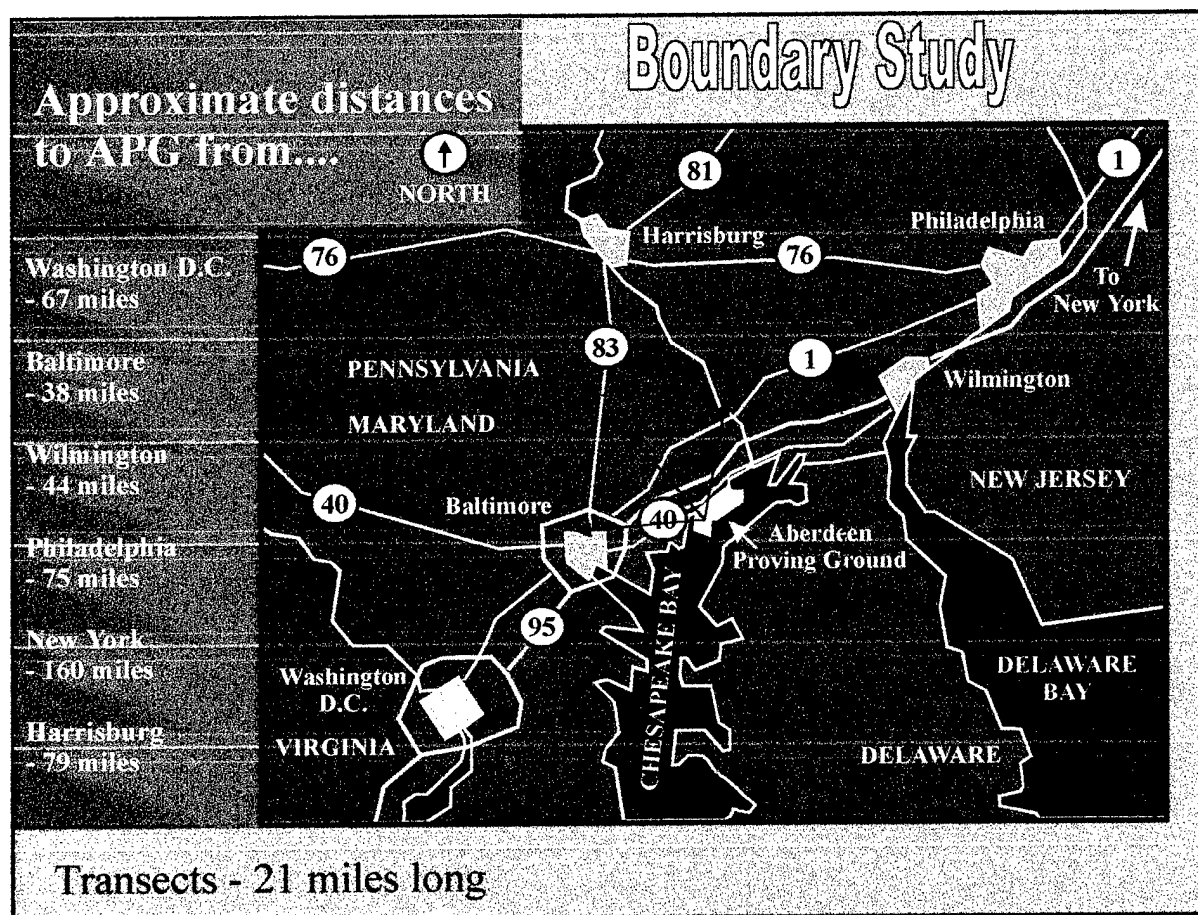 Boundary Study
Approximate distances
to APG from....
NORTH
Washington D.C.
- 67 miles
Baltimore
- 38 miles
Wilmington
- 44 miles
Philadelphia
- 75 miles
New York
- 160 miles
Harrisburg
- 79 miles
81
1
Philadelphia
Harrisburg
76
76
To
New York
83
1
PENNSYLVANIA
Wilmington
MARYLAND
NEW JERSEY
Baltimore
40
40
Aberdeen
Proving Ground
CHESAPEAKE BAY
95
Washington
D.C.
DELAWARE
BAY
VIRGINIA
DELAWARE
Transects - 21 miles long